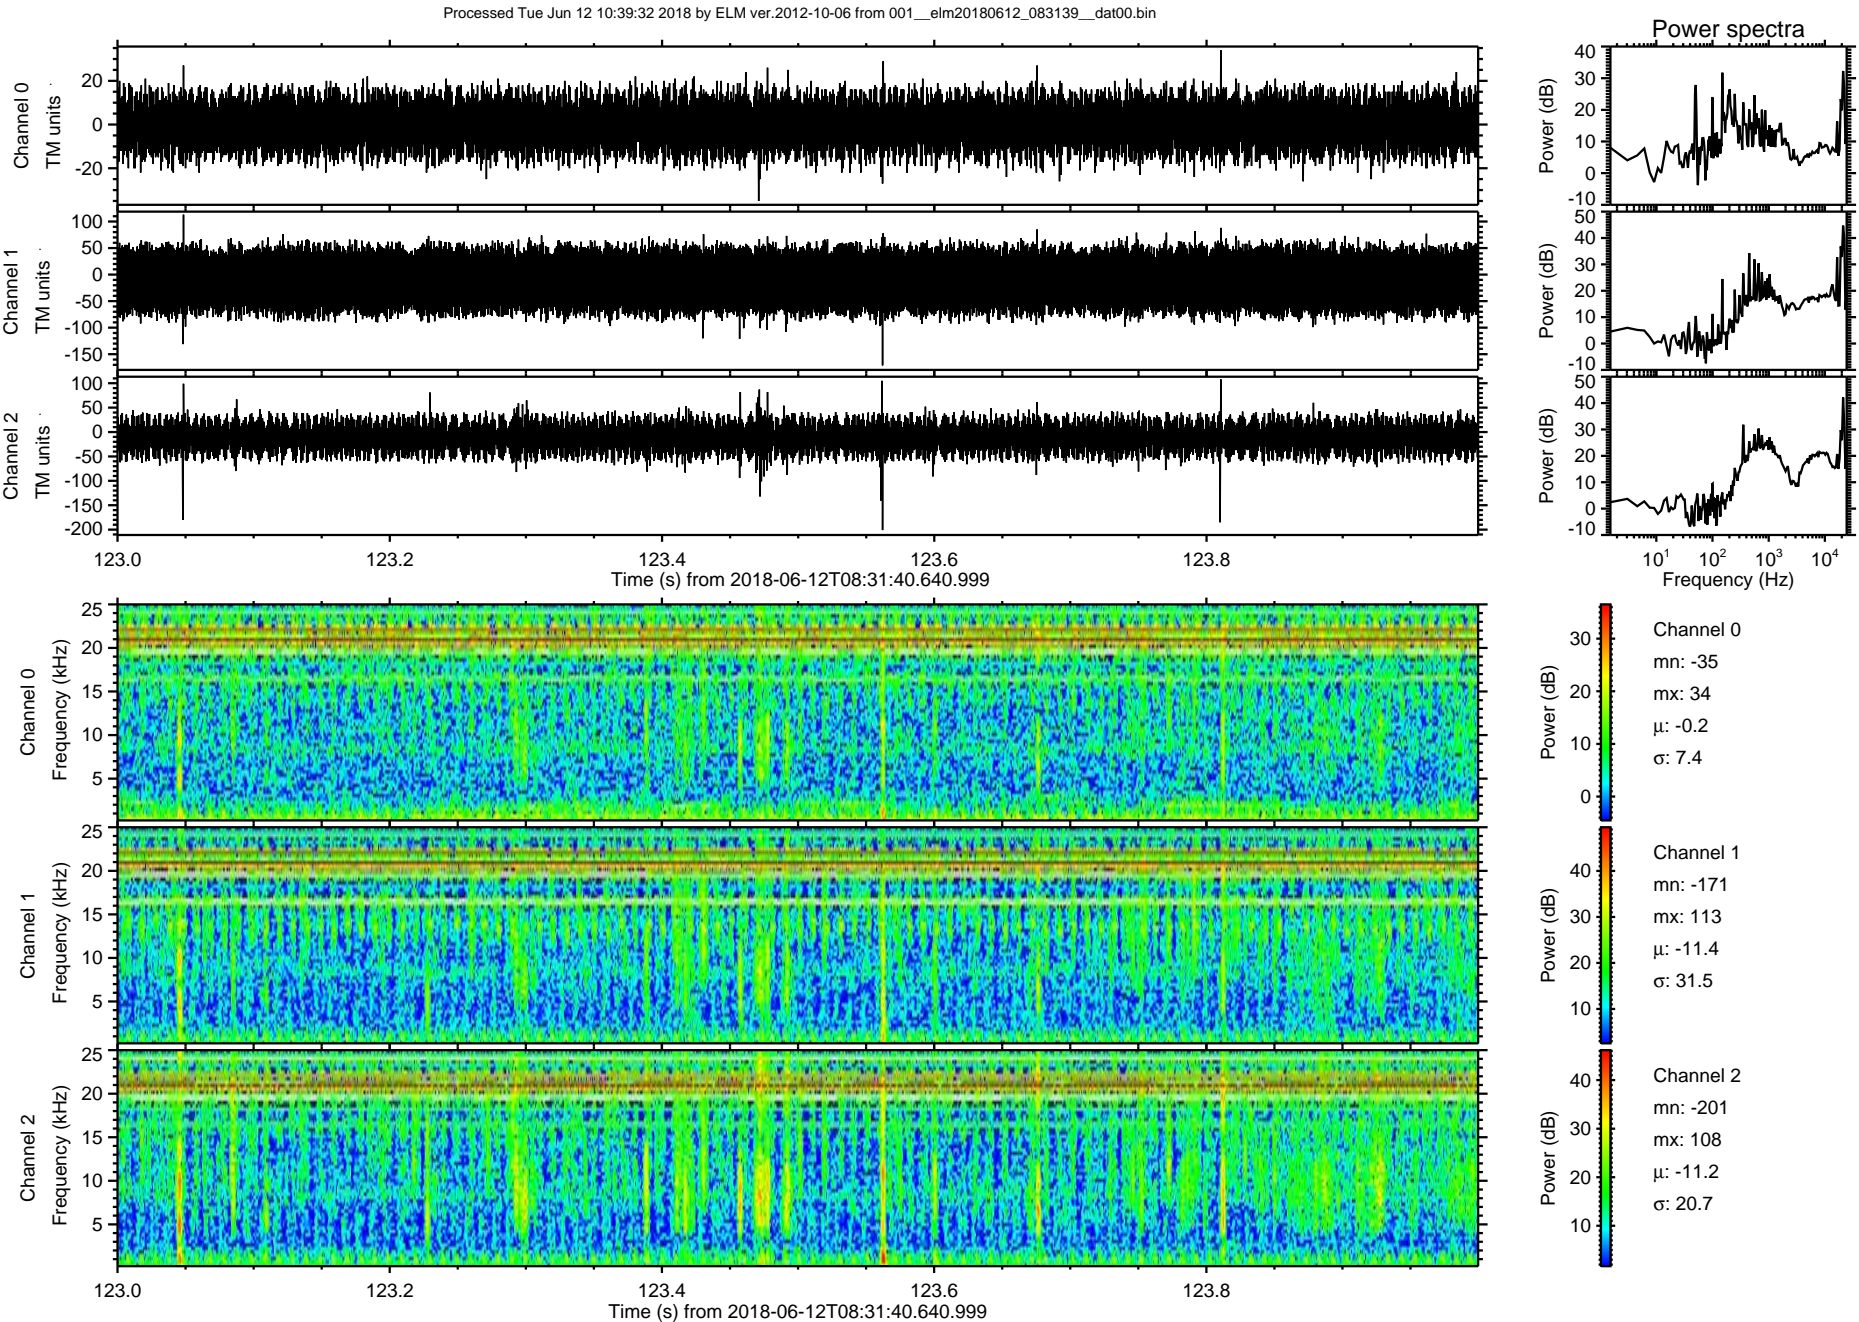 Processed Tue Jun 12 10:39:32 2018 by ELM ver.2012-10-06 from 001__elm20180612_083139__dat00.bin
Power spectra
Channel 0
TM units
20
0
-20
Power (dB)
40
30
20
10
0
-10
Channel 1
TM units
100
50
0
-50
-100
-150
Power (dB)
50
40
30
20
10
0
-10
Channel 2
TM units
100
50
0
-50
-100
-150
-200
Power (dB)
50
40
30
20
10
0
-10
123.0 123.2 123.4 123.6 123.8
Time (s) from 2018-06-12T08:31:40.640.999
10¹ 10² 10³ 10⁴
Frequency (Hz)
Channel 0
Frequency (kHz)
25
20
15
10
5
Power (dB)
30
20
10
0
Channel 0
mn: -35
mx: 34
µ: -0.2
σ: 7.4
Channel 1
Frequency (kHz)
25
20
15
10
5
Power (dB)
40
30
20
10
Channel 1
mn: -171
mx: 113
µ: -11.4
σ: 31.5
Channel 2
Frequency (kHz)
25
20
15
10
5
Power (dB)
40
30
20
10
Channel 2
mn: -201
mx: 108
µ: -11.2
σ: 20.7
123.0 123.2 123.4 123.6 123.8
Time (s) from 2018-06-12T08:31:40.640.999